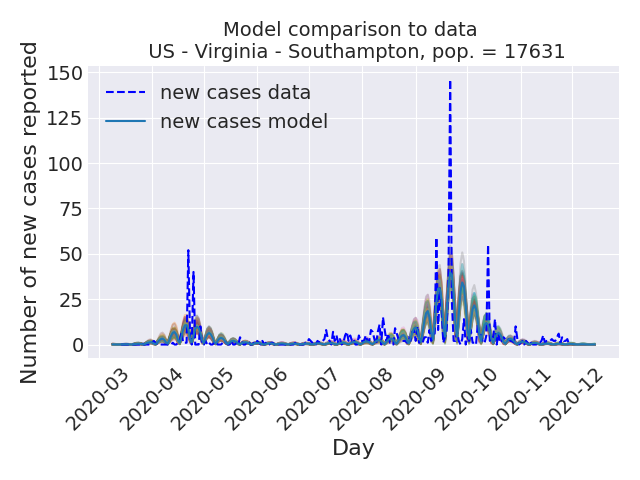 Model comparison to data
US - Virginia - Southampton, pop. = 17631
Number of new cases reported
150
125
100
75
50
25
0
new cases data
new cases model
2020-03
2020-04
2020-05
2020-06
2020-07
2020-08
2020-09
2020-10
2020-11
2020-12
Day